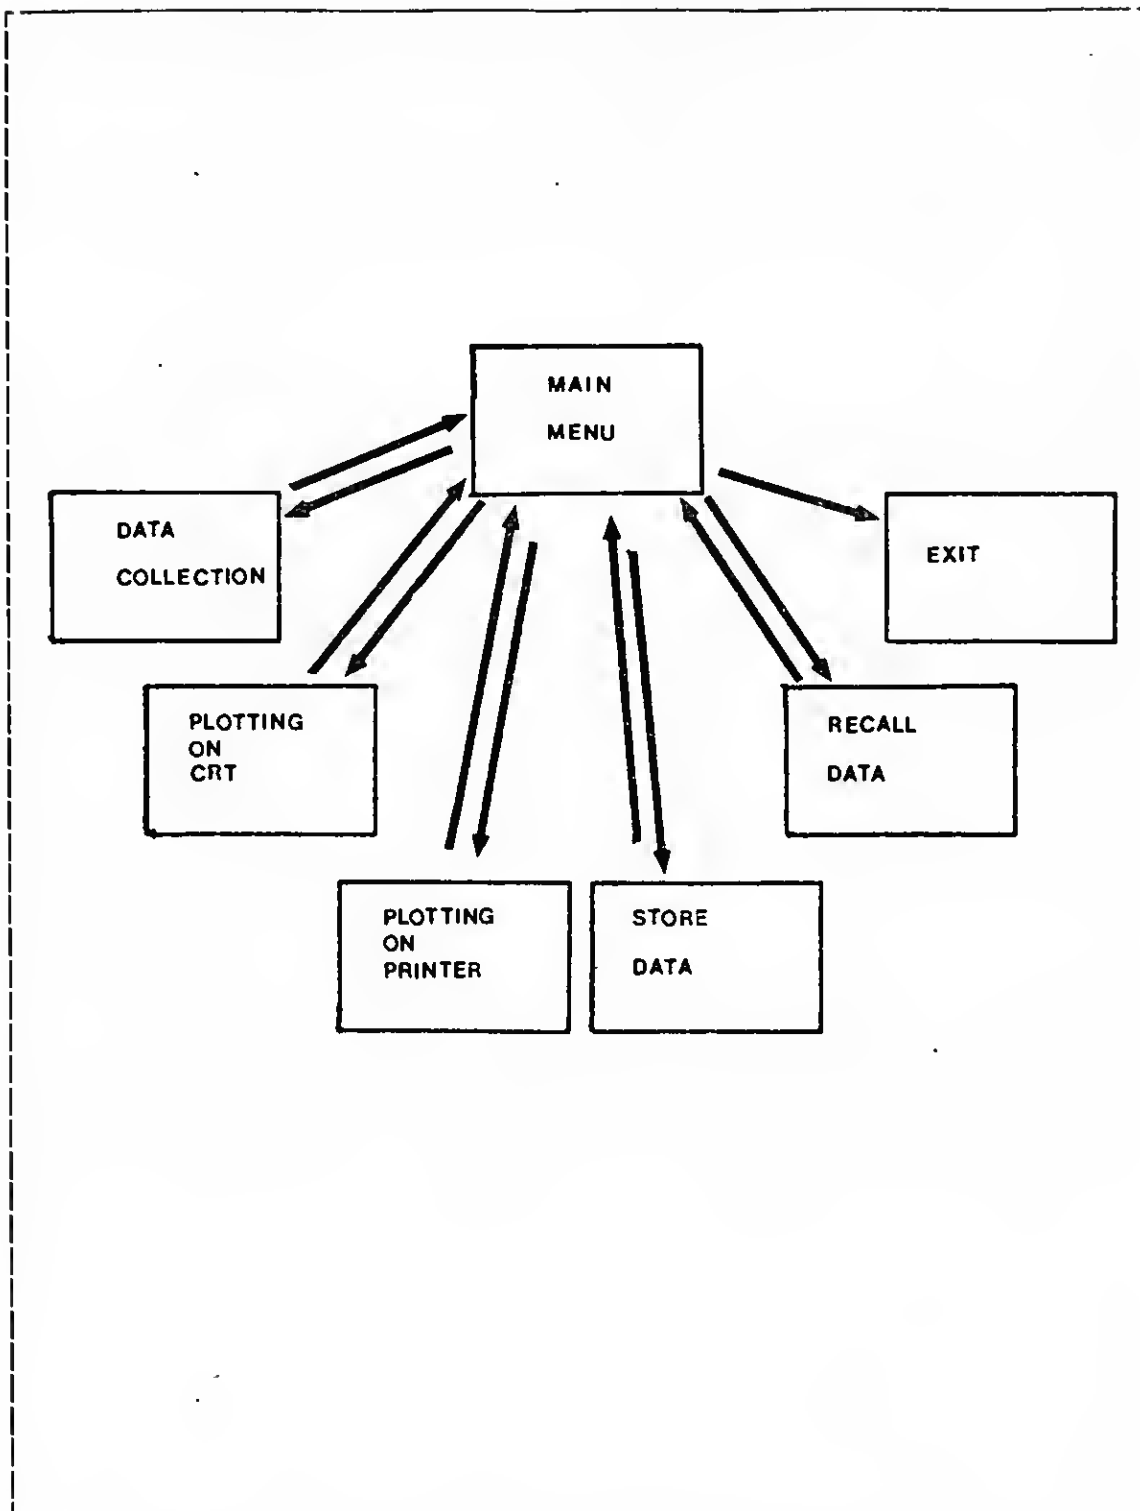 MAIN
MENU
DATA
COLLECTION
EXIT
PLOTTING
ON
CRT
RECALL
DATA
PLOTTING
ON
PRINTER
STORE
DATA